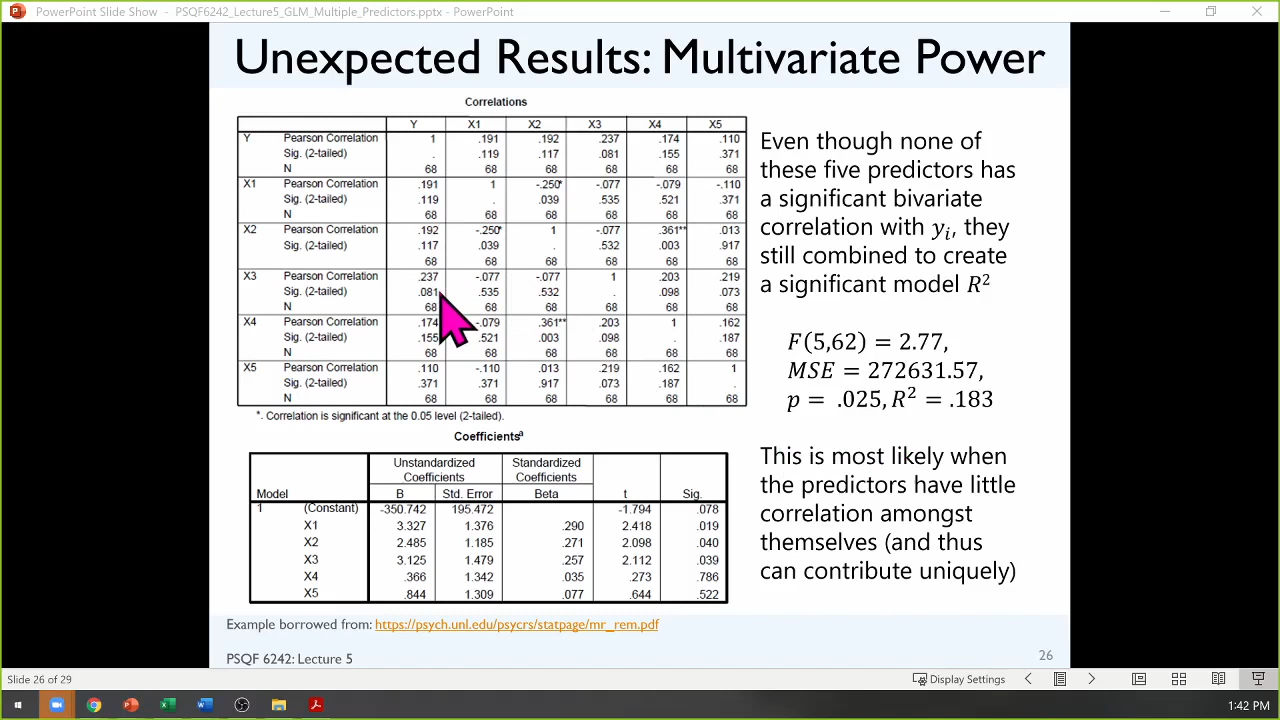 PowerPoint Slide Show - PSQF6242_Lecture5_GLM_Multiple_Predictors.pptx - PowerPoint
Unexpected Results: Multivariate Power
Correlations
Y X1 X2 X3 X4 X5
Y Pearson Correlation 1 .191 .192 .237 .174 .110
Sig. (2-tailed) . .119 .117 .081 .155 .371
N 68 68 68 68 68 68
X1 Pearson Correlation .191 1 -.250* -.077 -.079 -.110
Sig. (2-tailed) .119 . .039 .535 .521 .371
N 68 68 68 68 68 68
X2 Pearson Correlation .192 -.250* 1 -.077 .361** .013
Sig. (2-tailed) .117 .039 . .532 .003 .917
68 68 68 68 68 68
X3 Pearson Correlation .237 -.077 -.077 1 .203 .219
Sig. (2-tailed) .081 .535 .532 . .098 .073
N 68 68 68 68 68 68
X4 Pearson Correlation .174 -.079 .361** .203 1 .162
Sig. (2-tailed) .155 .521 .003 .098 . .187
N 68 68 68 68 68 68
X5 Pearson Correlation .110 -.110 .013 .219 .162 1
Sig. (2-tailed) .371 .371 .917 .073 .187 .
N 68 68 68 68 68 68
*. Correlation is significant at the 0.05 level (2-tailed).
Coefficientsᵃ
Unstandardized Coefficients Standardized Coefficients
Model B Std. Error Beta t Sig.
1 (Constant) -350.742 195.472 -1.794 .078
X1 3.327 1.376 .290 2.418 .019
X2 2.485 1.185 .271 2.098 .040
X3 3.125 1.479 .257 2.112 .039
X4 .366 1.342 .035 .273 .786
X5 .844 1.309 .077 .644 .522
Even though none of
these five predictors has
a significant bivariate
correlation with yᵢ, they
still combined to create
a significant model R²
F(5,62) = 2.77,
MSE = 272631.57,
p = .025, R² = .183
This is most likely when
the predictors have little
correlation amongst
themselves (and thus
can contribute uniquely)
Example borrowed from: https://psych.unl.edu/psycrs/statpage/mr_rem.pdf
PSQF 6242: Lecture 5
26
Slide 26 of 29
Display Settings
1:42 PM